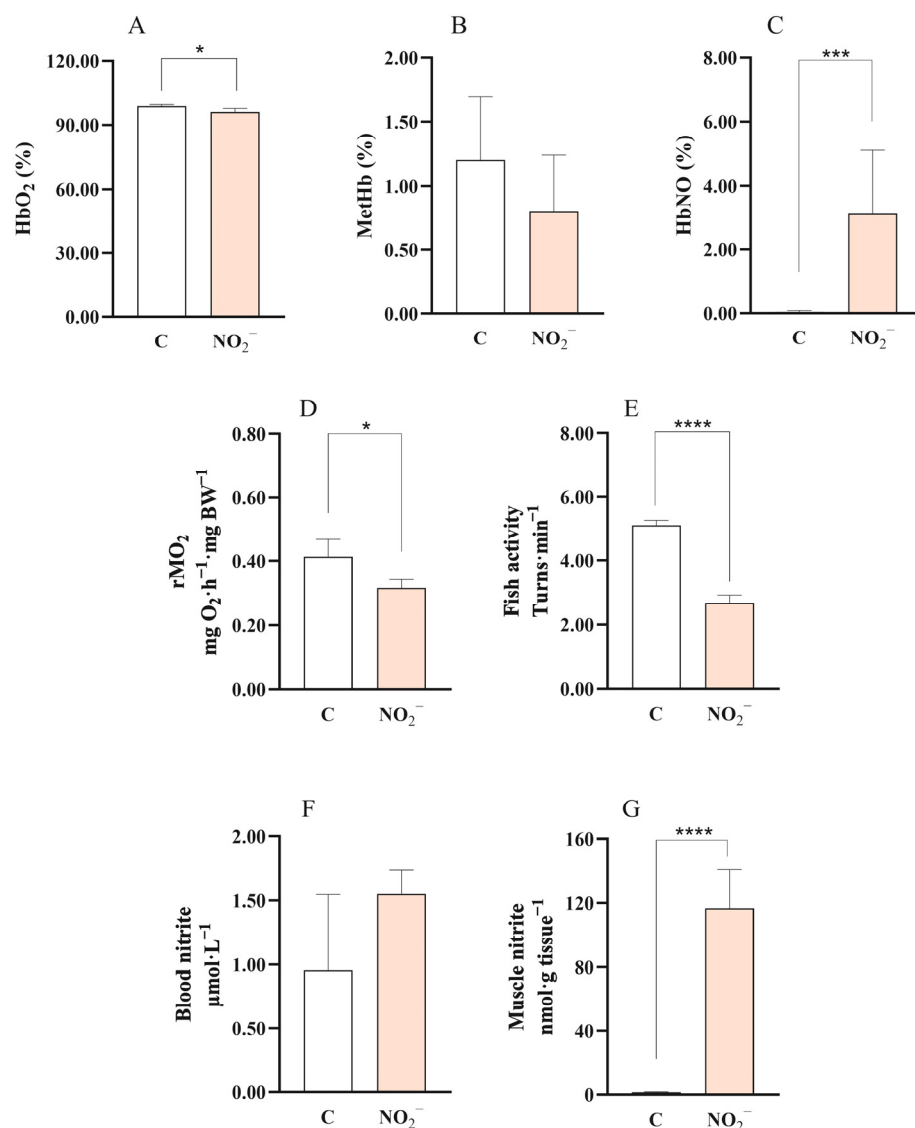 A
HbO₂ (%)
120.00
90.00
60.00
30.00
0.00
*
C
NO₂⁻
B
MetHb (%)
2.00
1.50
1.00
0.50
0.00
C
NO₂⁻
C
HbNO (%)
8.00
6.00
4.00
2.00
0.00
***
C
NO₂⁻
D
rMO₂
mg O₂·h⁻¹·mg BW⁻¹
0.80
0.60
0.40
0.20
0.00
*
C
NO₂⁻
E
Fish activity
Turns·min⁻¹
8.00
6.00
4.00
2.00
0.00
****
C
NO₂⁻
F
Blood nitrite
µmol·L⁻¹
2.00
1.50
1.00
0.50
0.00
C
NO₂⁻
G
Muscle nitrite
nmol·g tissue⁻¹
160
120
80
40
0
****
C
NO₂⁻